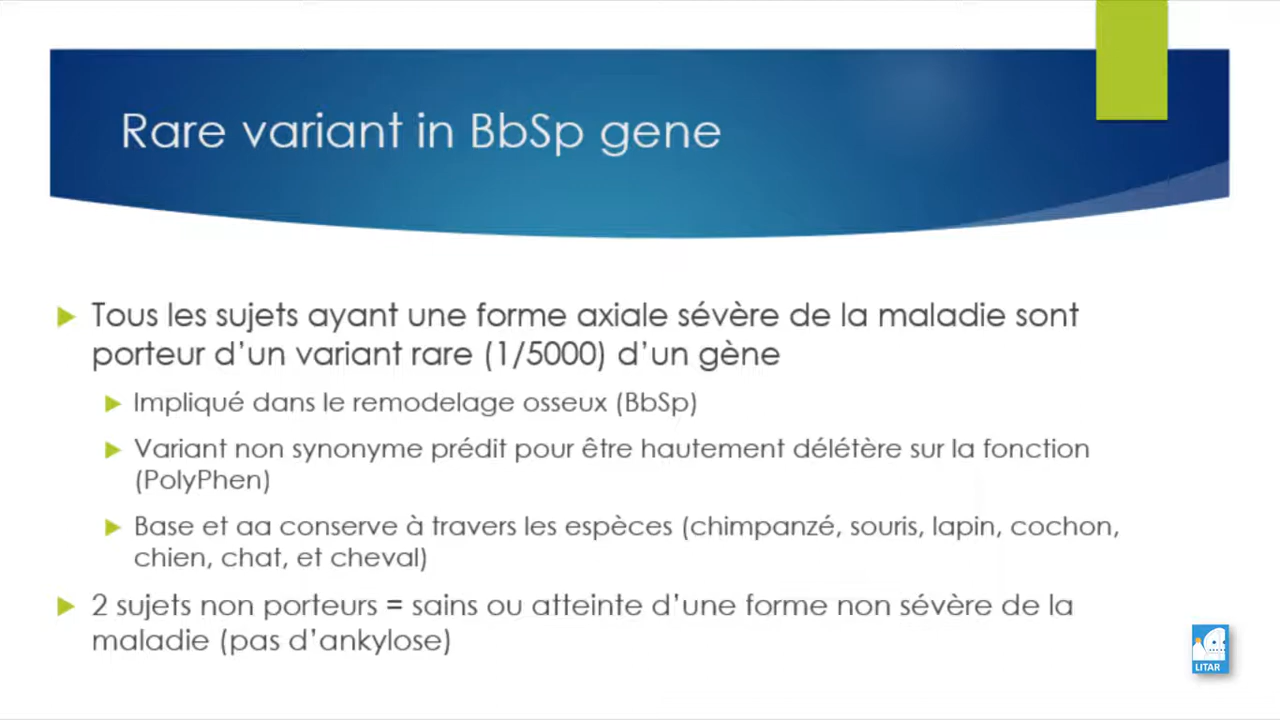 Rare variant in BbSp gene
Tous les sujets ayant une forme axiale sévère de la maladie sont
porteur d’un variant rare (1/5000) d’un gène
Impliqué dans le remodelage osseux (BbSp)
Variant non synonyme prédit pour être hautement délétère sur la fonction
(PolyPhen)
Base et aa conserve à travers les espèces (chimpanzé, souris, lapin, cochon,
chien, chat, et cheval)
2 sujets non porteurs = sains ou atteinte d’une forme non sévère de la
maladie (pas d’ankylose)
LITAR